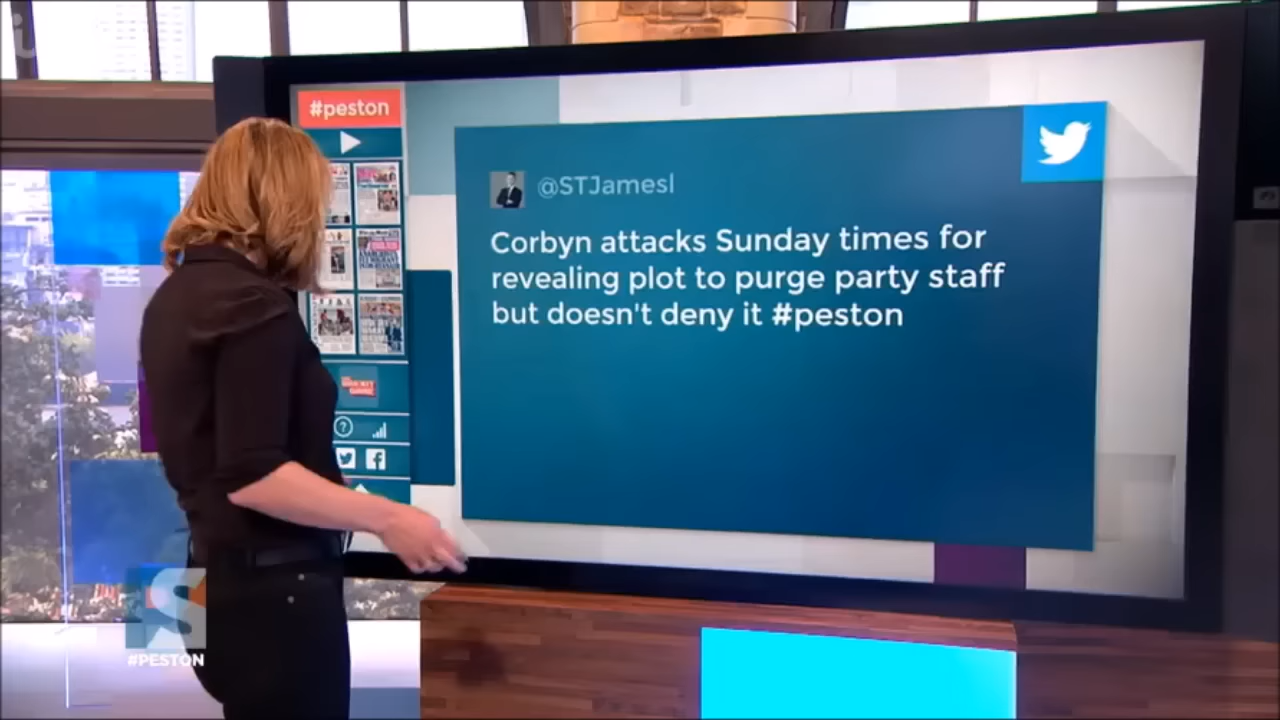 #peston
@STJamesl
Corbyn attacks Sunday times for
revealing plot to purge party staff
but doesn't deny it #peston
#PESTON